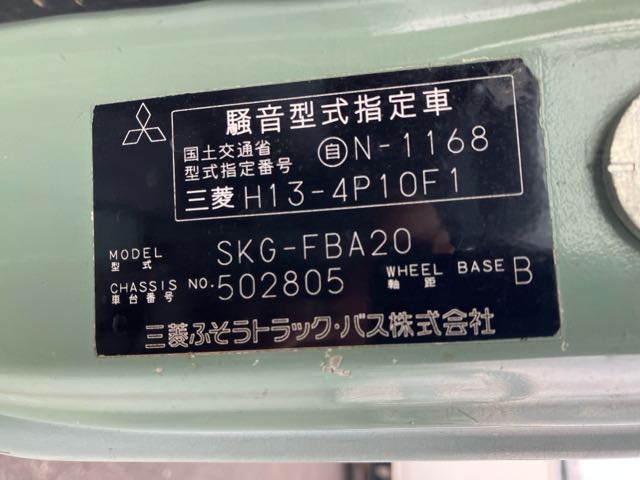 騒音型式指定車
国土交通省
型式指定番号 ㊐N-1168
三菱 H13-4P10F1
MODEL
型式 SKG-FBA20
CHASSIS NO.
車台番号 502805 WHEEL BASE
軸距 B
三菱ふそうトラック・バス株式会社